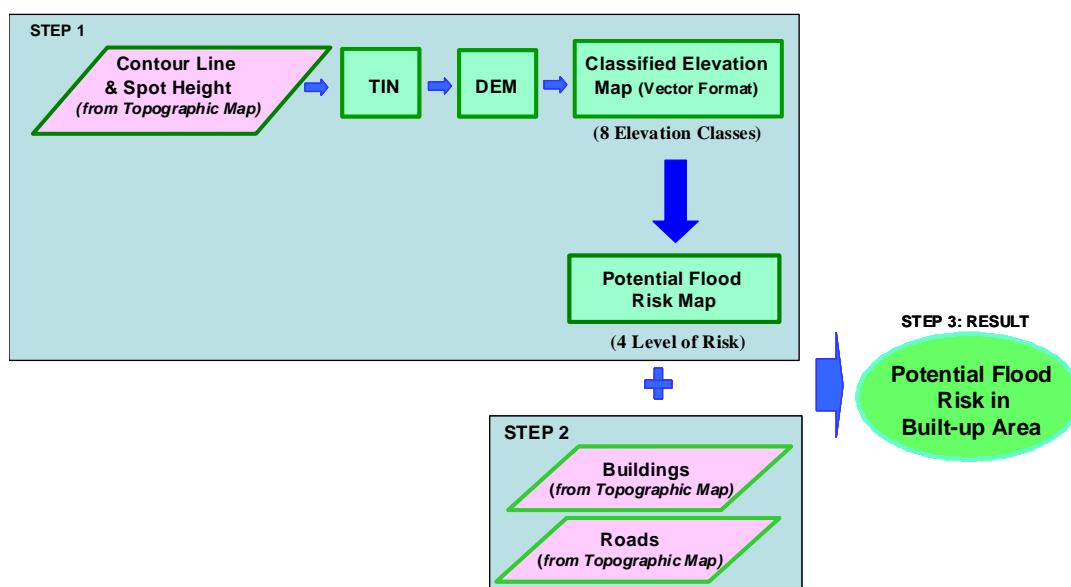 STEP 1
Contour Line
& Spot Height
(from Topographic Map)
TIN
DEM
Classified Elevation
Map (Vector Format)
(8 Elevation Classes)
Potential Flood
Risk Map
(4 Level of Risk)
STEP 2
Buildings
(from Topographic Map)
Roads
(from Topographic Map)
STEP 3: RESULT
Potential Flood
Risk in
Built-up Area